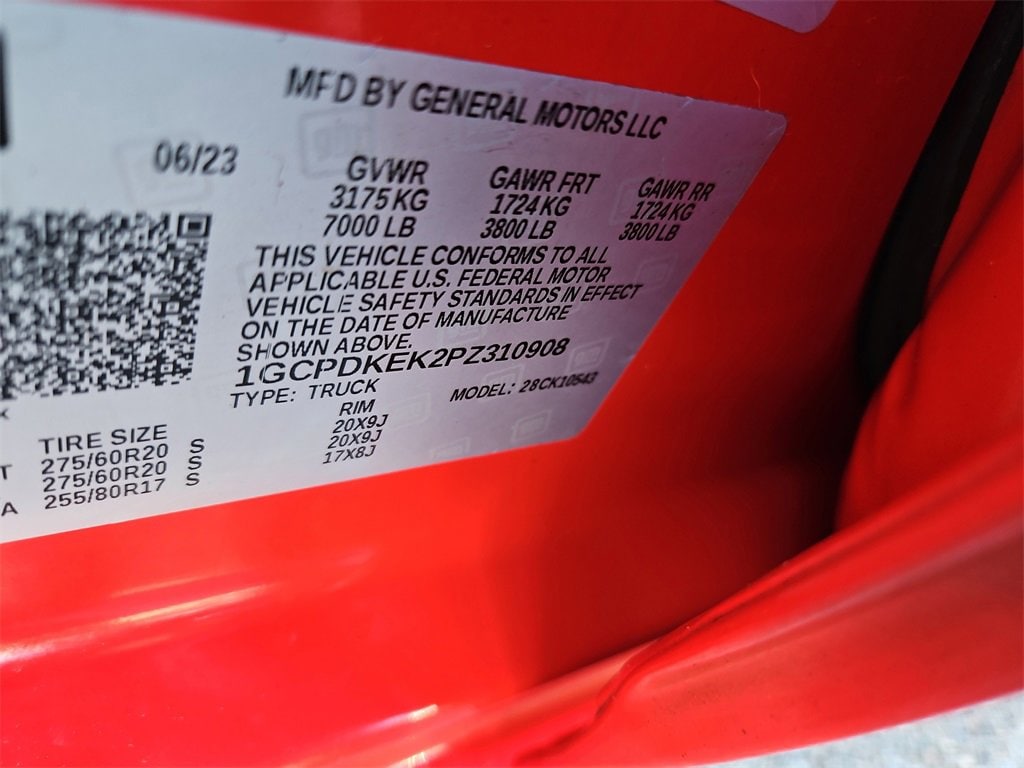 MFD BY GENERAL MOTORS LLC
06/23
GVWR GAWR FRT GAWR RR
3175 KG 1724 KG 1724 KG
7000 LB 3800 LB 3800 LB
THIS VEHICLE CONFORMS TO ALL
APPLICABLE U.S. FEDERAL MOTOR
VEHICLE SAFETY STANDARDS IN EFFECT
ON THE DATE OF MANUFACTURE
SHOWN ABOVE.
1GCPDKEK2PZ310908
TYPE: TRUCK MODEL: 28CK10543
TIRE SIZE RIM
275/60R20 S 20X9J
T 275/60R20 S 20X9J
A 255/80R17 S 17X8J